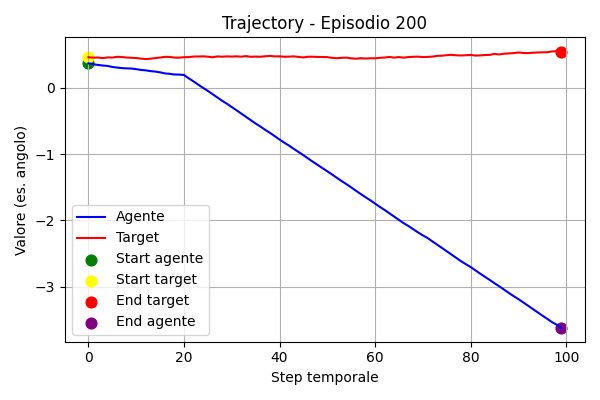 Trajectory - Episodio 200
Valore (es. angolo)
0
−1
−2
−3
Agente
Target
Start agente
Start target
End target
End agente
0 20 40 60 80 100
Step temporale